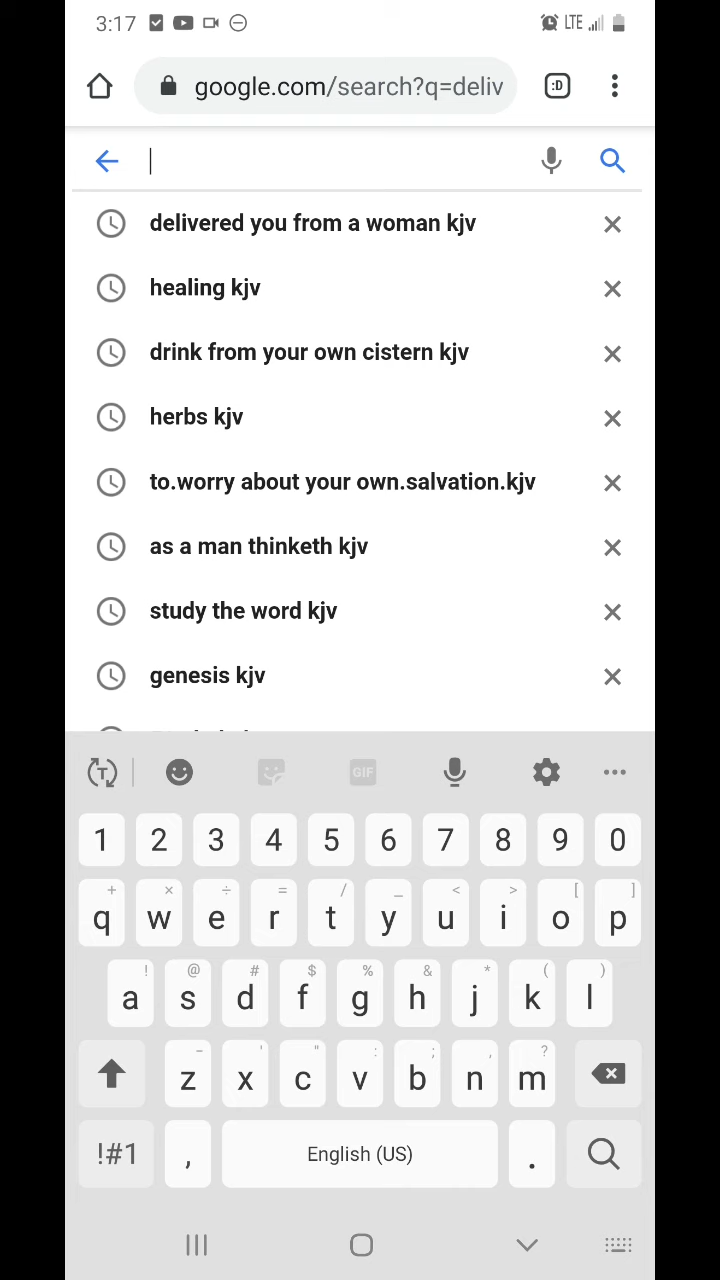 3:17 LTE
google.com/search?q=deliv :D
delivered you from a woman kjv
healing kjv
drink from your own cistern kjv
herbs kjv
to.worry about your own.salvation.kjv
as a man thinketh kjv
study the word kjv
genesis kjv
T GIF
1 2 3 4 5 6 7 8 9 0
+ × ÷ = / _ < > [ ]
q w e r t y u i o p
! @ # $ % & * ( )
a s d f g h j k l
- ' " : ; , ?
z x c v b n m
!#1 , English (US) .